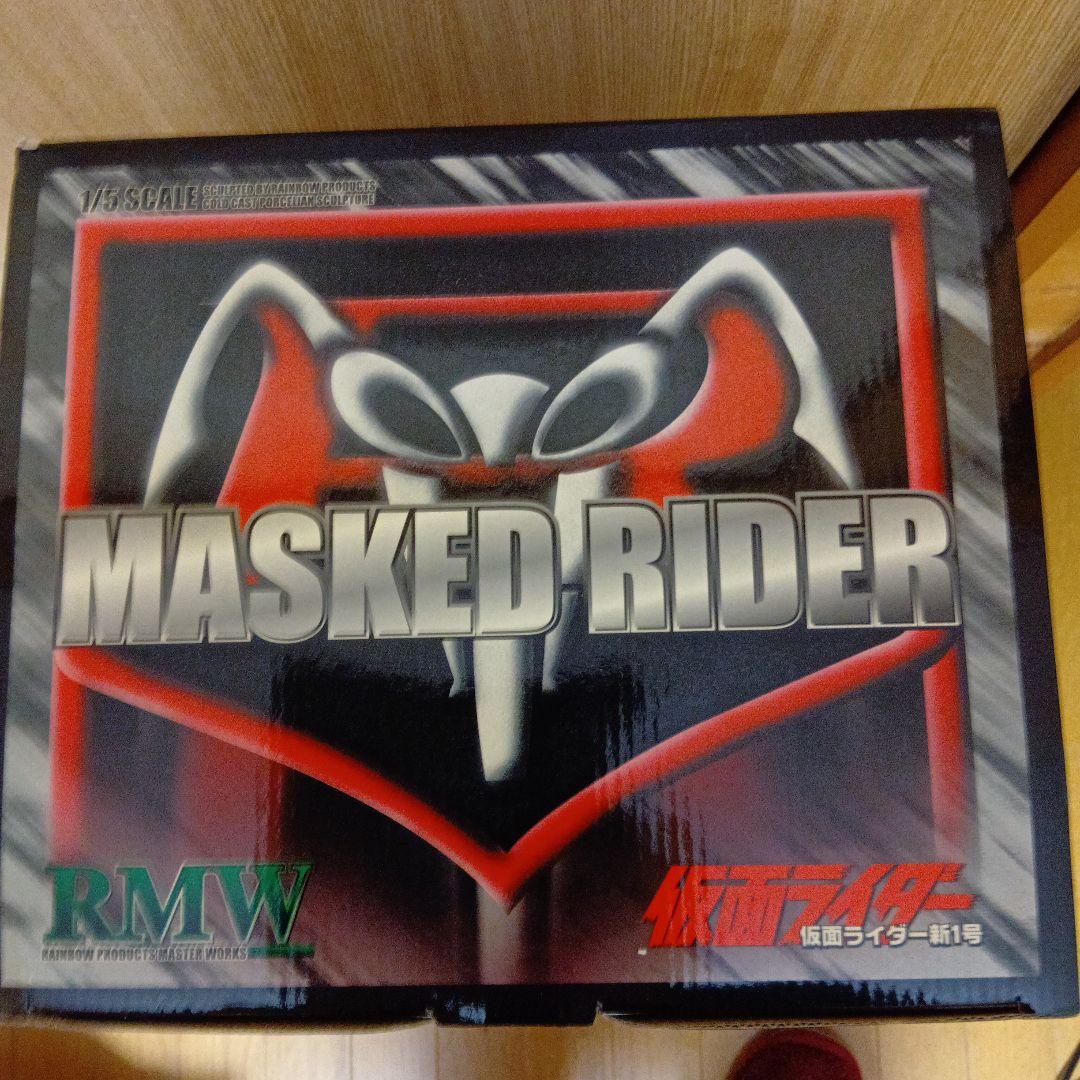 1/5 SCALE
SCULPTED BY RAINBOW PRODUCTS
COLD CAST PORCELIAN SCULPTURE
MASKED RIDER
RMW
RAINBOW PRODUCTS MASTER WORKS
仮面ライダー
仮面ライダー新1号